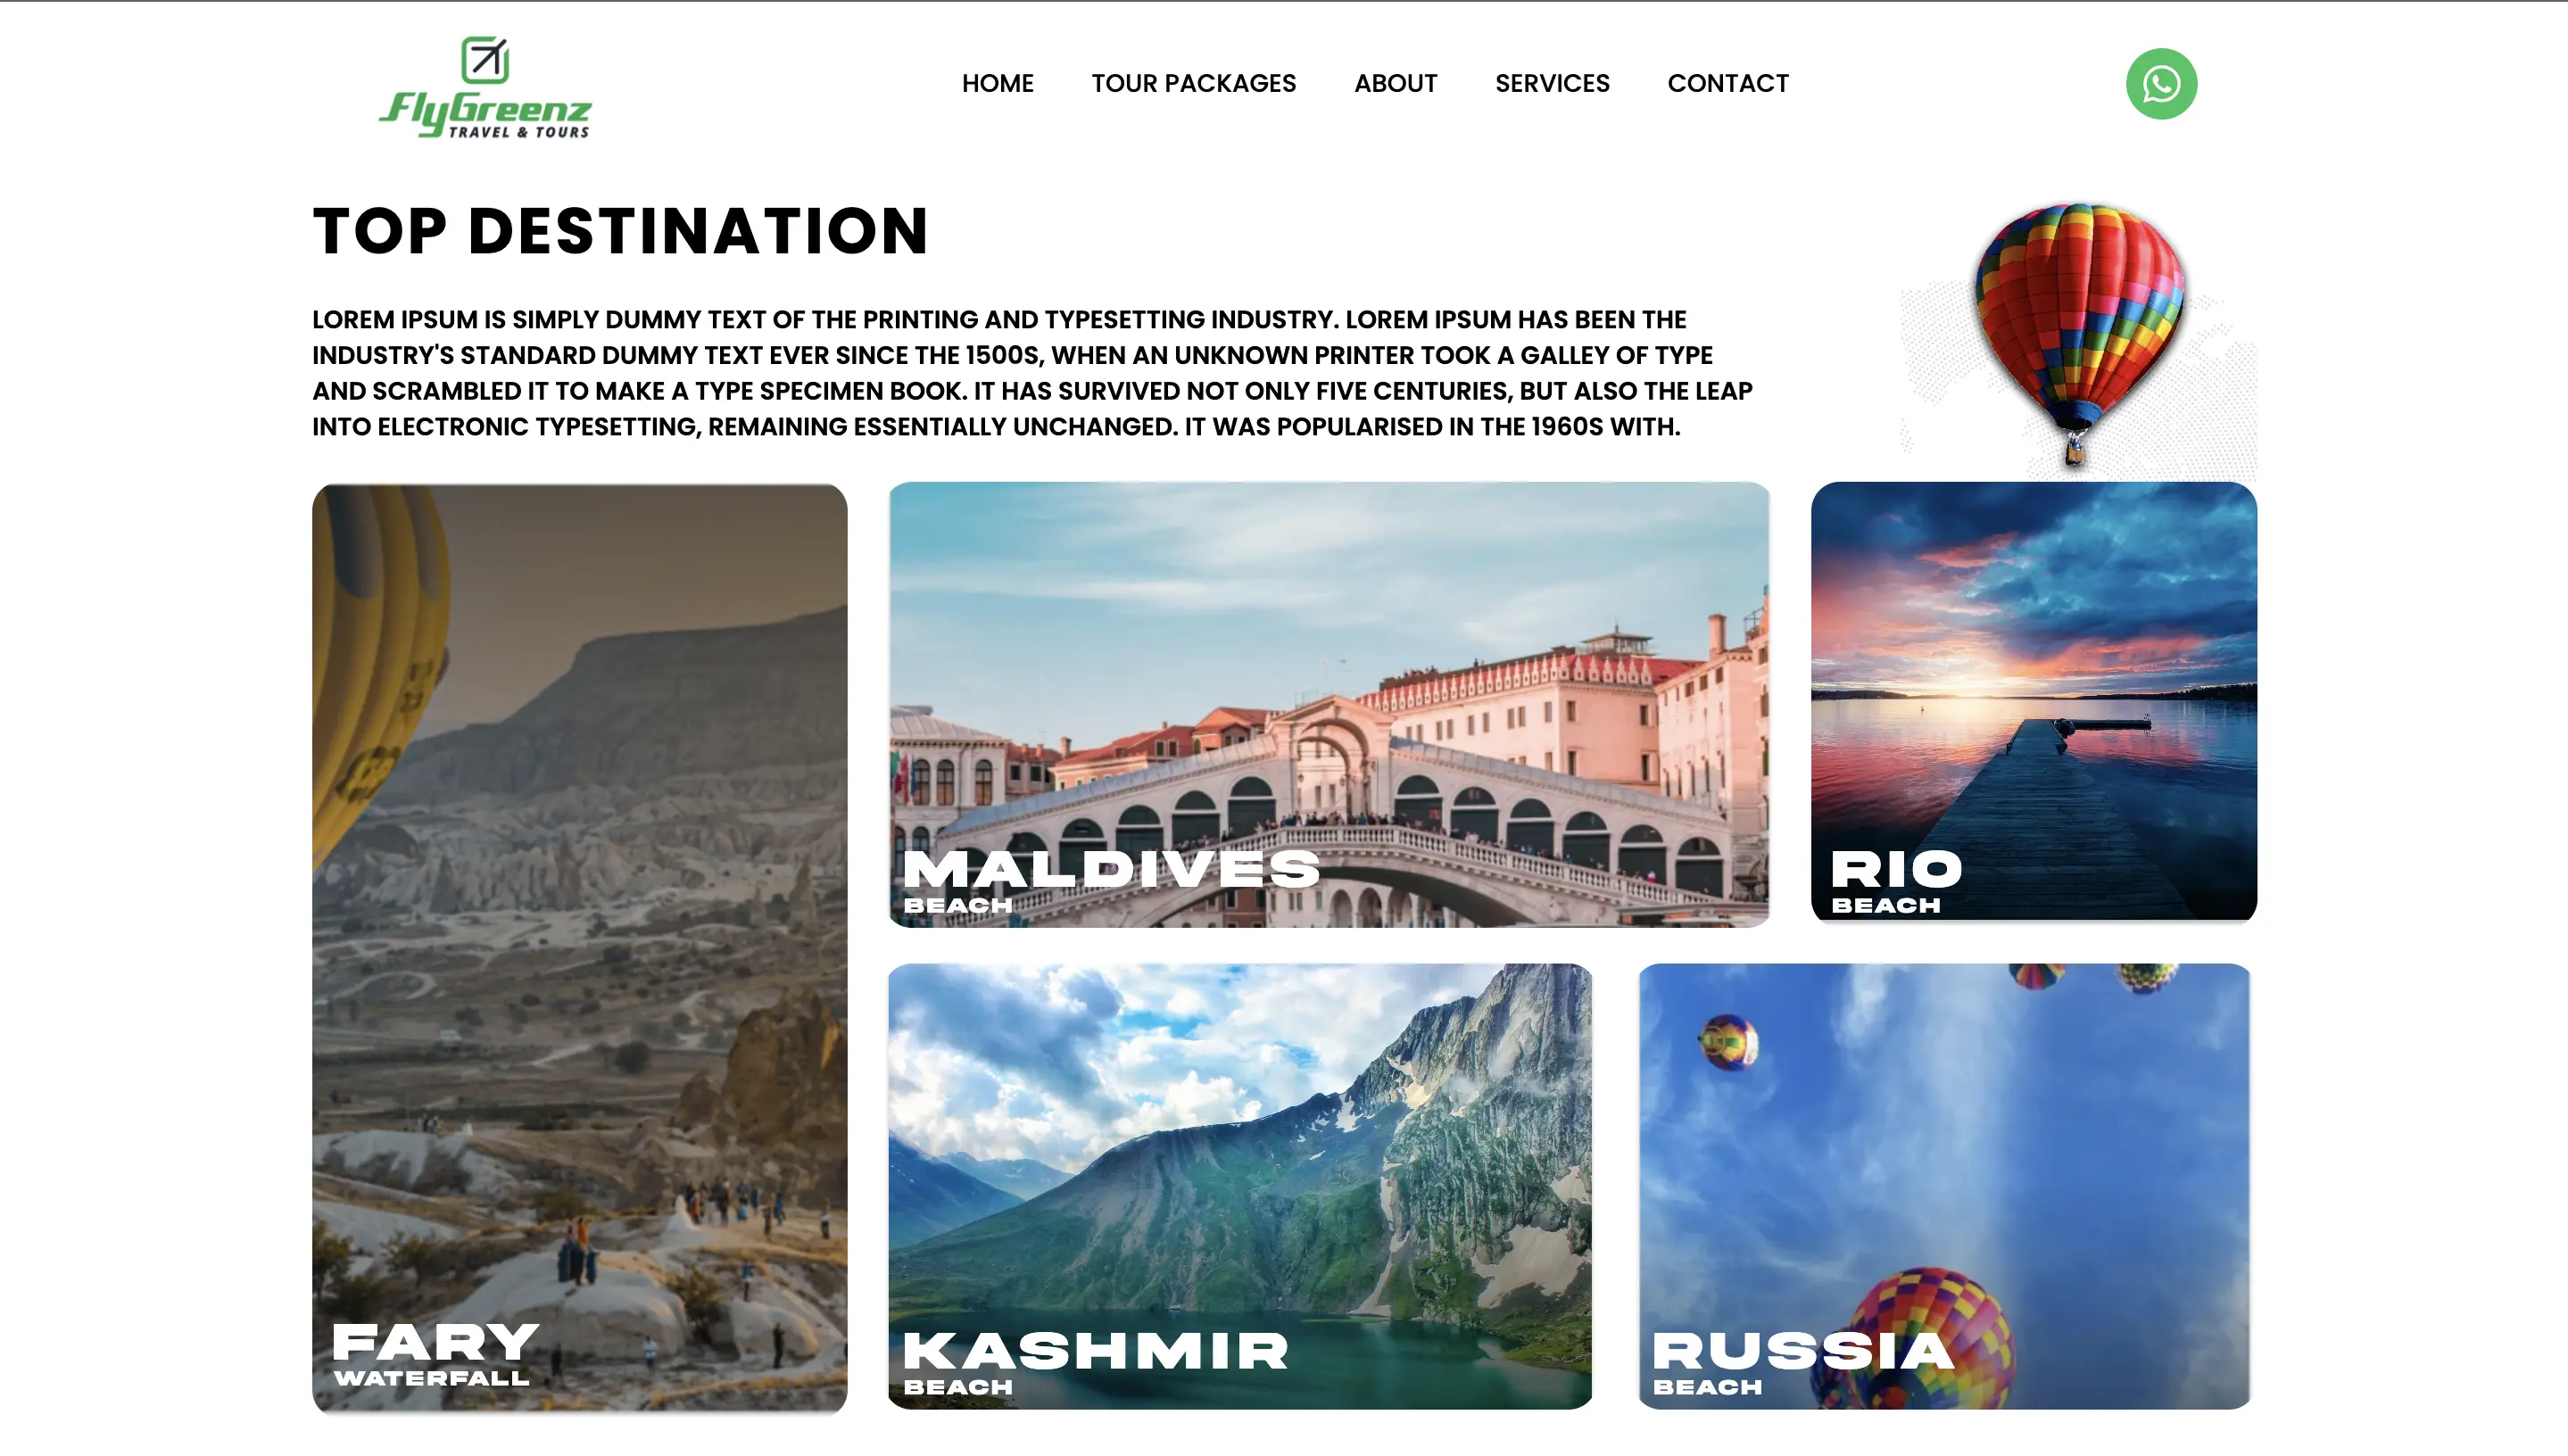 FlyGreenz
TRAVEL & TOURS
HOME TOUR PACKAGES ABOUT SERVICES CONTACT
TOP DESTINATION
LOREM IPSUM IS SIMPLY DUMMY TEXT OF THE PRINTING AND TYPESETTING INDUSTRY. LOREM IPSUM HAS BEEN THE
INDUSTRY'S STANDARD DUMMY TEXT EVER SINCE THE 1500S, WHEN AN UNKNOWN PRINTER TOOK A GALLEY OF TYPE
AND SCRAMBLED IT TO MAKE A TYPE SPECIMEN BOOK. IT HAS SURVIVED NOT ONLY FIVE CENTURIES, BUT ALSO THE LEAP
INTO ELECTRONIC TYPESETTING, REMAINING ESSENTIALLY UNCHANGED. IT WAS POPULARISED IN THE 1960S WITH.
MALDIVES
BEACH
RIO
BEACH
FARY
WATERFALL
KASHMIR
BEACH
RUSSIA
BEACH